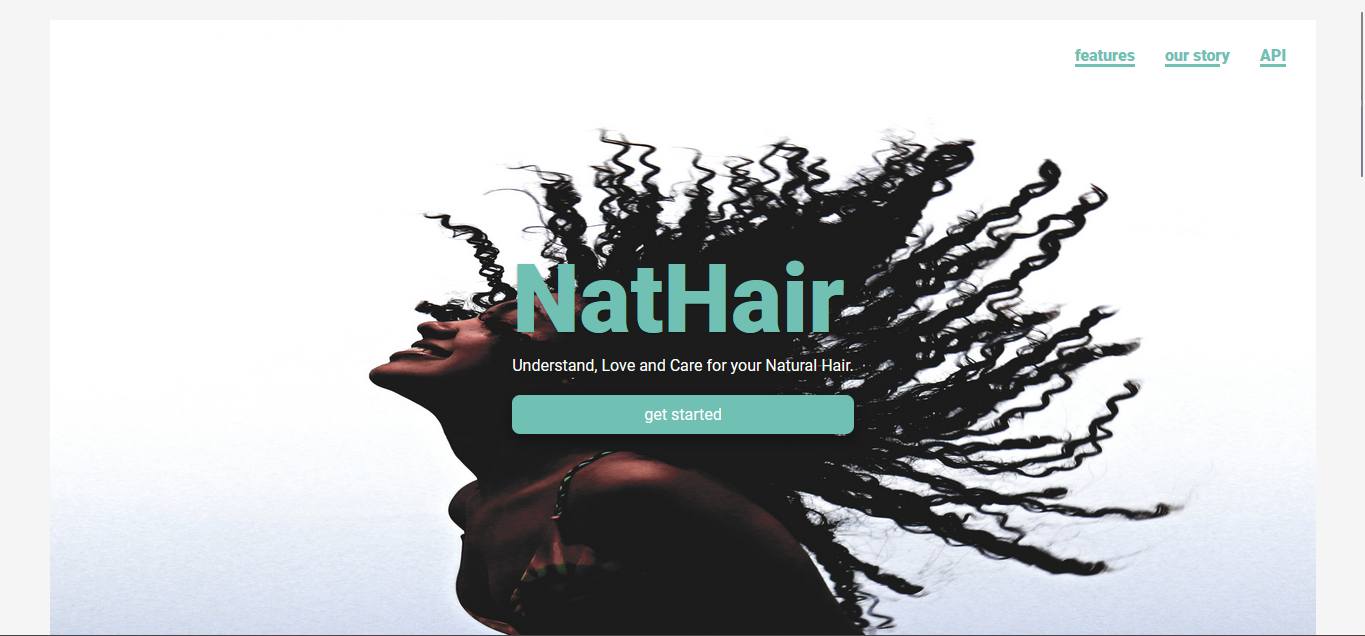 features our story API
NatHair
Understand, Love and Care for your Natural Hair.
get started